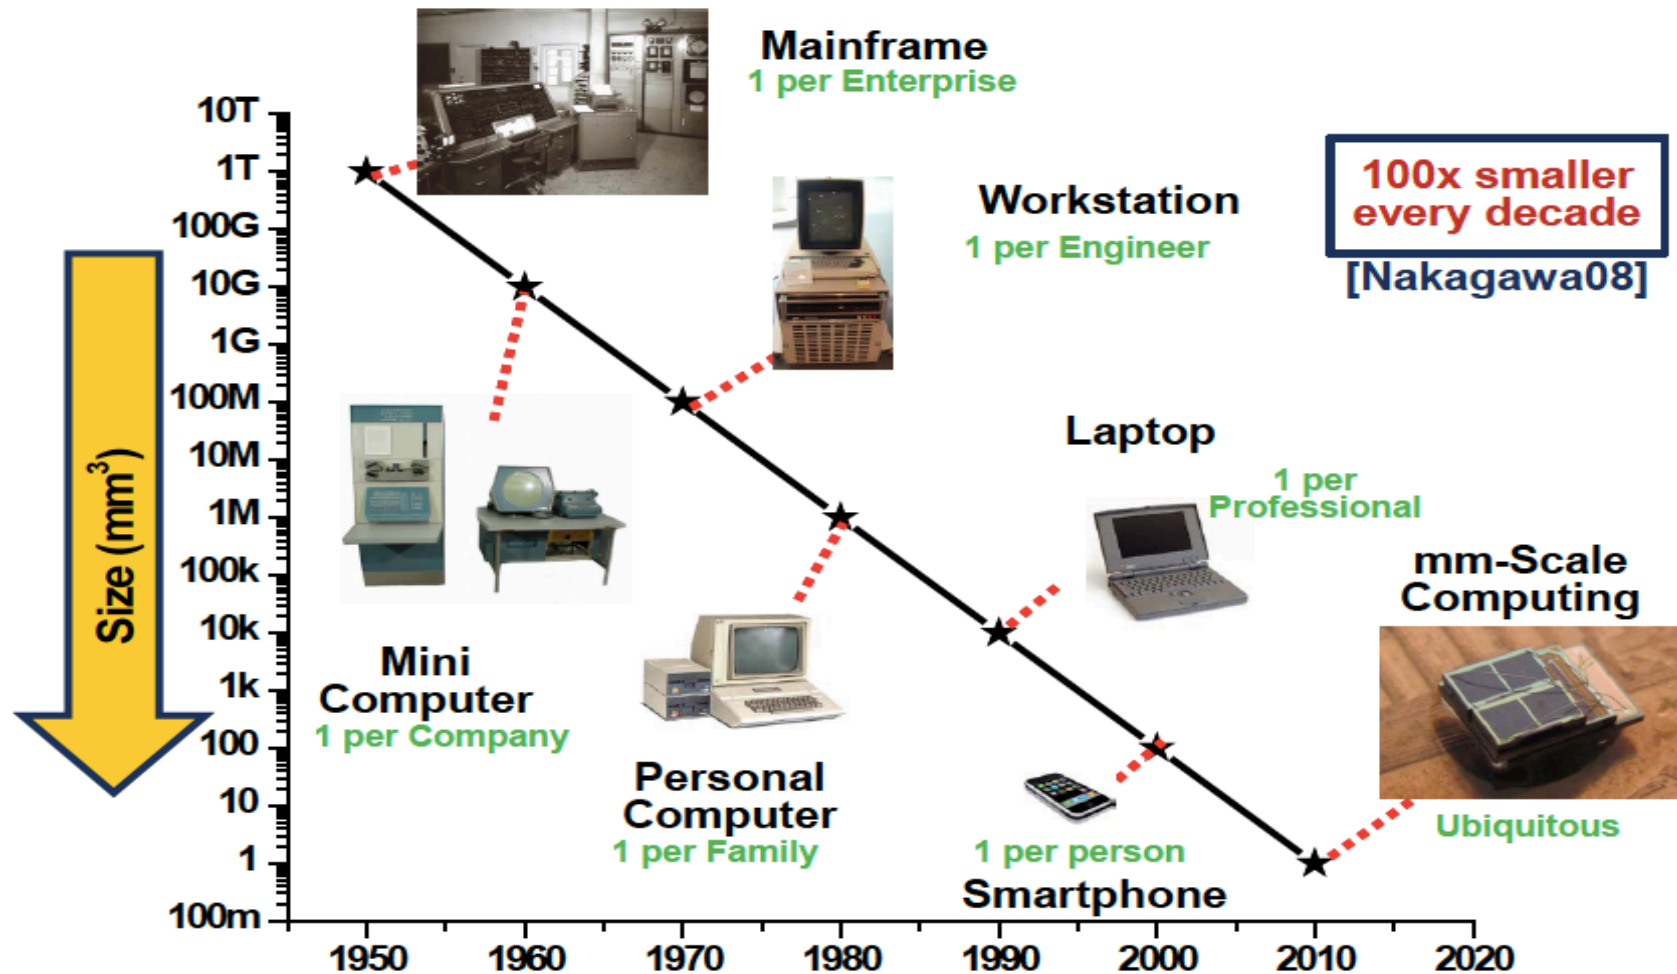 Mainframe
1 per Enterprise
Workstation
1 per Engineer
100x smaller
every decade
[Nakagawa08]
Laptop
1 per
Professional
mm-Scale
Computing
Ubiquitous
Mini
Computer
1 per Company
Personal
Computer
1 per Family
1 per person
Smartphone
Size (mm³)
10T
1T
100G
10G
1G
100M
10M
1M
100k
10k
1k
100
10
1
100m
1950 1960 1970 1980 1990 2000 2010 2020